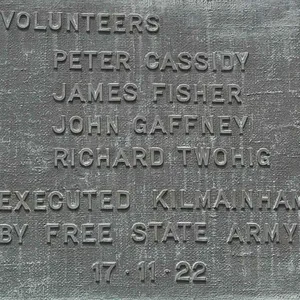 VOLUNTEERS
PETER CASSIDY
JAMES FISHER
JOHN GAFFNEY
RICHARD TWOHIG
EXECUTED KILMAINHAM
BY FREE STATE ARMY
17·11·22